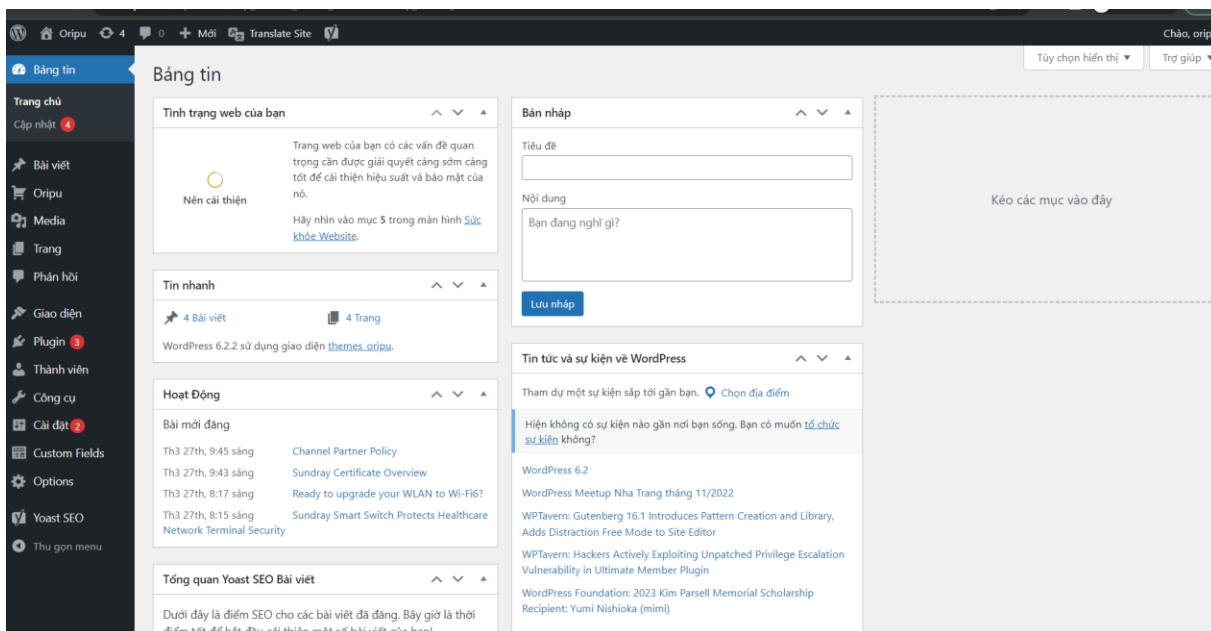 Oripu 4 0 Mới Translate Site
Chào, orip
Tùy chọn hiển thị
Trợ giúp
Bảng tin
Trang chủ
Cập nhật 4
Bài viết
Oripu
Media
Trang
Phản hồi
Giao diện
Plugin 3
Thành viên
Công cụ
Cài đặt 2
Custom Fields
Options
Yoast SEO
Thu gọn menu
Bảng tin
Tình trạng web của bạn
Nên cải thiện
Trang web của bạn có các vấn đề quan
trọng cần được giải quyết càng sớm càng
tốt để cải thiện hiệu suất và bảo mật của
nó.
Hãy nhìn vào mục 5 trong màn hình Sức
khỏe Website.
Tin nhanh
4 Bài viết
4 Trang
WordPress 6.2.2 sử dụng giao diện themes_oripu.
Hoạt Động
Bài mới đăng
Th3 27th, 9:45 sáng Channel Partner Policy
Th3 27th, 9:43 sáng Sundray Certificate Overview
Th3 27th, 8:17 sáng Ready to upgrade your WLAN to Wi-Fi6?
Th3 27th, 8:15 sáng Sundray Smart Switch Protects Healthcare
Network Terminal Security
Tổng quan Yoast SEO Bài viết
Dưới đây là điểm SEO cho các bài viêt đã đăng. Bây giờ là thời
điểm tốt để bắt đầu cải thiện một số bài viết của bạn!
Bản nháp
Tiêu đề
Nội dung
Bạn đang nghĩ gì?
Lưu nháp
Tin tức và sự kiện về WordPress
Tham dự một sự kiện sắp tới gần bạn. Chọn địa điểm
Hiện không có sự kiện nào gần nơi bạn sống. Bạn có muốn tổ chức
sự kiện không?
WordPress 6.2
WordPress Meetup Nha Trang tháng 11/2022
WPTavern: Gutenberg 16.1 Introduces Pattern Creation and Library,
Adds Distraction Free Mode to Site Editor
WPTavern: Hackers Actively Exploiting Unpatched Privilege Escalation
Vulnerability in Ultimate Member Plugin
WordPress Foundation: 2023 Kim Parsell Memorial Scholarship
Recipient: Yumi Nishioka (mimi)
Kéo các mục vào đây